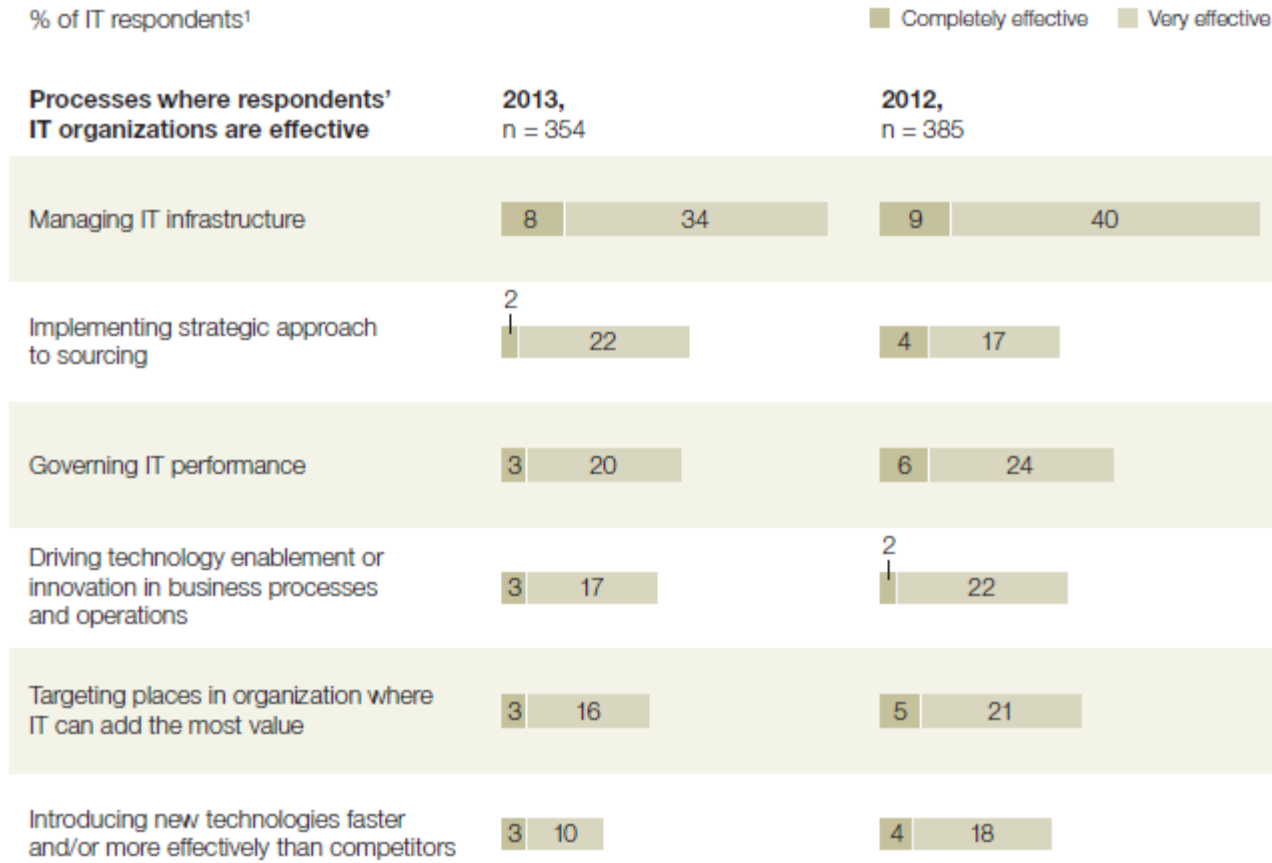 % of IT respondents¹
Completely effective Very effective
Processes where respondents’ 2013, 2012,
IT organizations are effective n = 354 n = 385
Managing IT infrastructure 8 34 9 40
2
Implementing strategic approach
to sourcing 22 4 17
Governing IT performance 3 20 6 24
2
Driving technology enablement or
innovation in business processes 3 17 22
and operations
Targeting places in organization where
IT can add the most value 3 16 5 21
Introducing new technologies faster
and/or more effectively than competitors 3 10 4 18